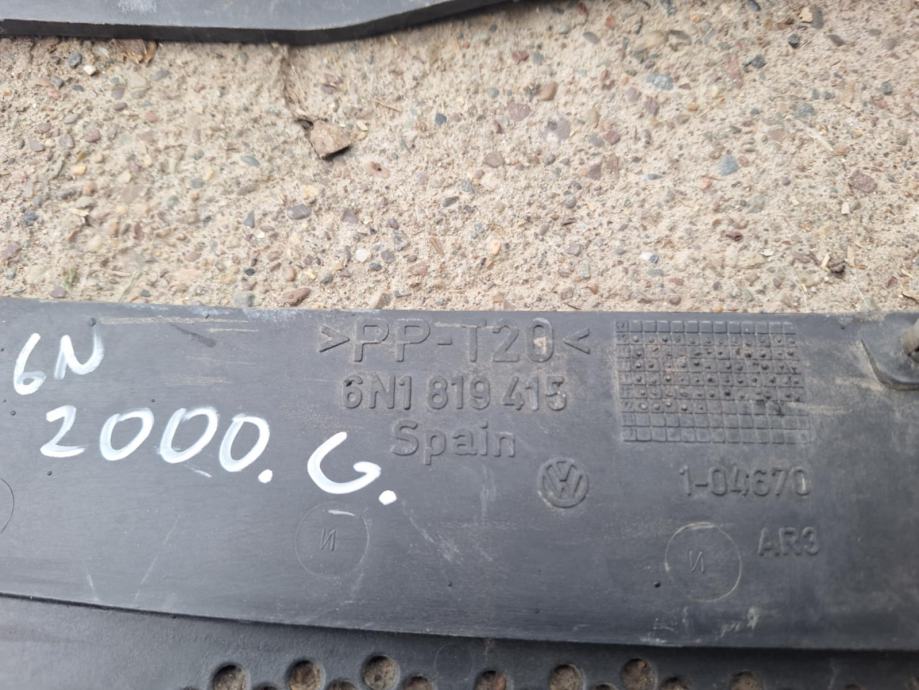 >PP-T20<
6N1 819 415
Spain
1-04670
AR3
6N
2000. G.